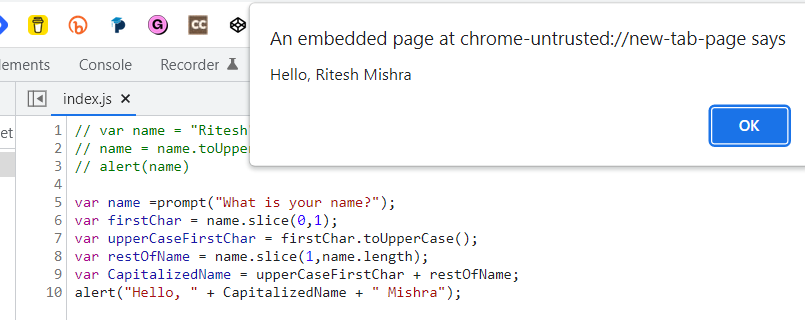 An embedded page at chrome-untrusted://new-tab-page says
Hello, Ritesh Mishra
OK
G
CC
lements Console Recorder
index.js ×
et
1 // var name = "Ritesh
2 // name = name.toUppe
3 // alert(name)
4
5 var name =prompt("What is your name?");
6 var firstChar = name.slice(0,1);
7 var upperCaseFirstChar = firstChar.toUpperCase();
8 var restOfName = name.slice(1,name.length);
9 var CapitalizedName = upperCaseFirstChar + restOfName;
10 alert("Hello, " + CapitalizedName + " Mishra");